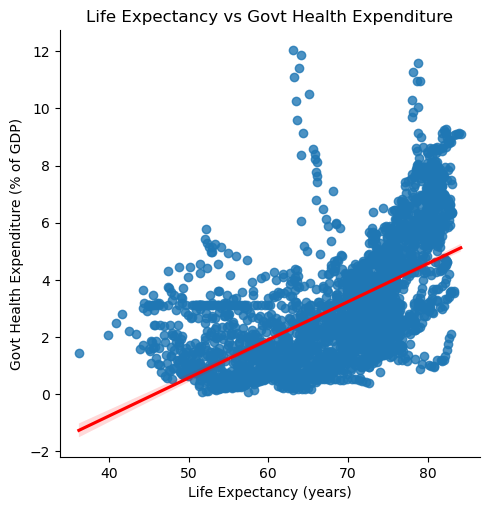 Life Expectancy vs Govt Health Expenditure
Govt Health Expenditure (% of GDP)
12
10
8
6
4
2
0
−2
40 50 60 70 80
Life Expectancy (years)